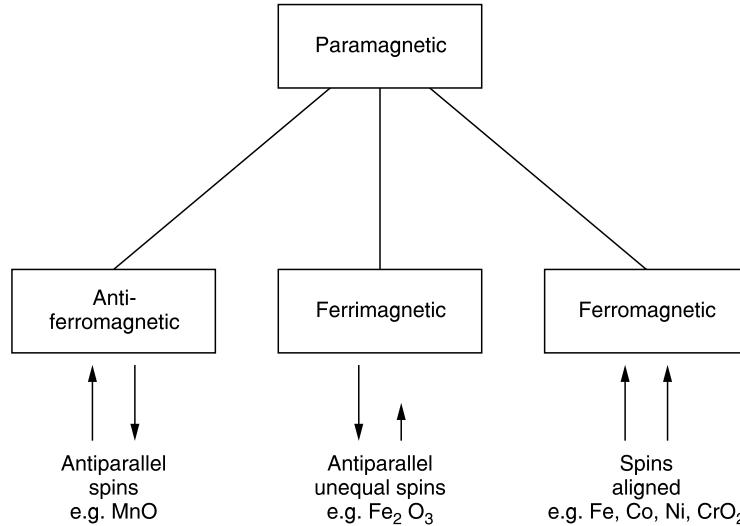 Paramagnetic
Anti-
ferromagnetic
Ferrimagnetic
Ferromagnetic
Antiparallel
spins
e.g. MnO
Antiparallel
unequal spins
e.g. Fe₂ O₃
Spins
aligned
e.g. Fe, Co, Ni, CrO₂